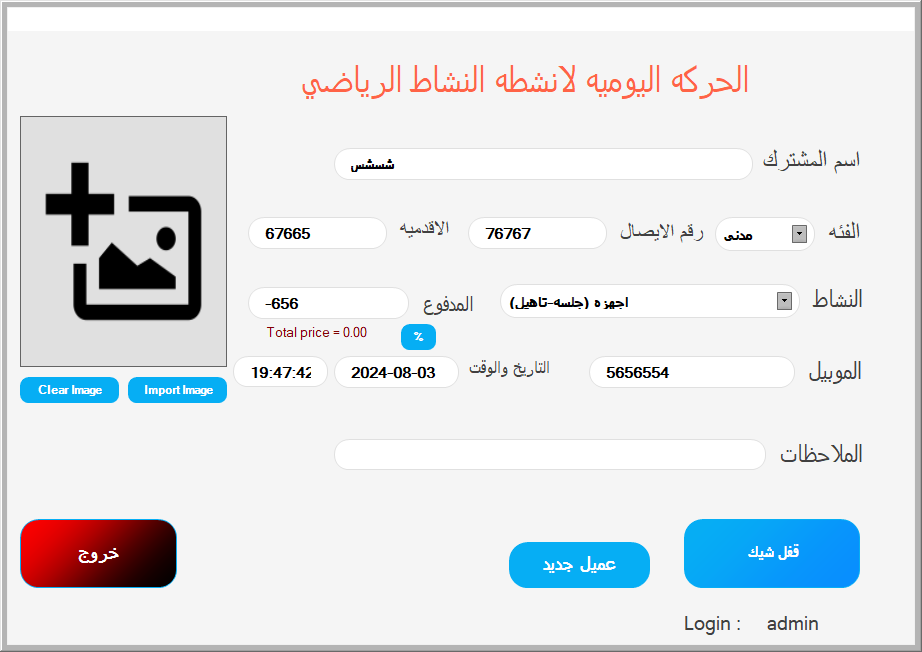 الحركه اليوميه لانشطه النشاط الرياضي
اسم المشترك شسشس
الفئه مدنى رقم الايصال 76767 الاقدميه 67665
النشاط اجهزه (جلسه-تاهيل) المدفوع -656
Total price = 0.00 %
الموبيل 5656554 التاريخ والوقت 2024-08-03 19:47:42
Clear Image Import Image
الملاحظات
قفل شيك عميل جديد خروج
Login : admin